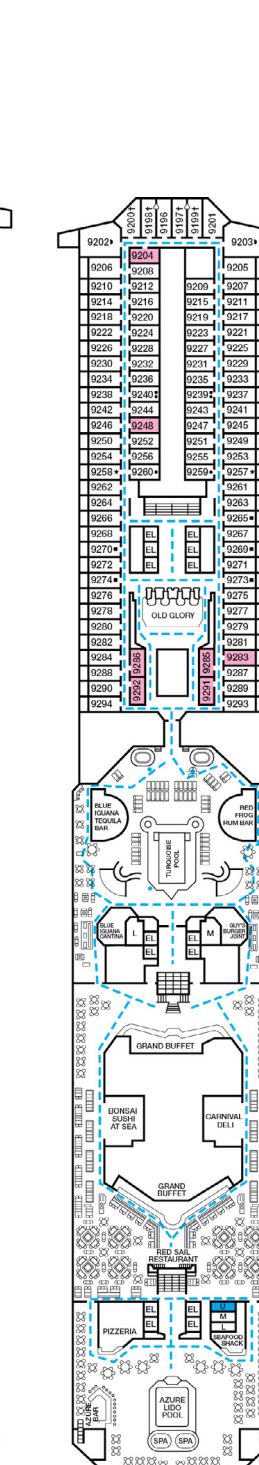 9200† 9198† 9196 9197† 9199† 9201
9202 9203
9204
9206 9208 9205
9210 9212 9209 9207
9214 9216 9215 9211
9218 9220 9219 9217
9222 9224 9223 9221
9226 9228 9227 9225
9230 9232 9231 9229
9234 9236 9235 9233
9238 9240 9239 9237
9242 9244 9243 9241
9246 9248 9247 9245
9250 9252 9251 9249
9254 9256 9255 9253
9258★ 9260 9259 9257★
9262 9261
9264 9263
9266 9265
9268 EL EL 9267
9270 EL EL 9269
9272 EL EL 9271
9274 9273
9276 9275
9278 OLD GLORY 9277
9280 9279
9282 9281
9284 9286 9285 9283
9288 9287
9290 9292 9291 9289
9294 9293
BLUE
IGUANA
TEQUILA
BAR
RED
FROG
RUM BAR
TURQUOISE
POOL
BLUE
IGUANA
CANTINA
L
EL EL
EL EL
M
GUY'S
BURGER
JOINT
GRAND BUFFET
BONSAI
SUSHI
AT SEA
CARNIVAL
DELI
GRAND
BUFFET
RED SAIL
RESTAURANT
PIZZERIA
EL EL
EL EL
U
M
L
SEAFOOD
SHACK
AZURE
BAR
AZURE
LIDO
POOL
SPA SPA